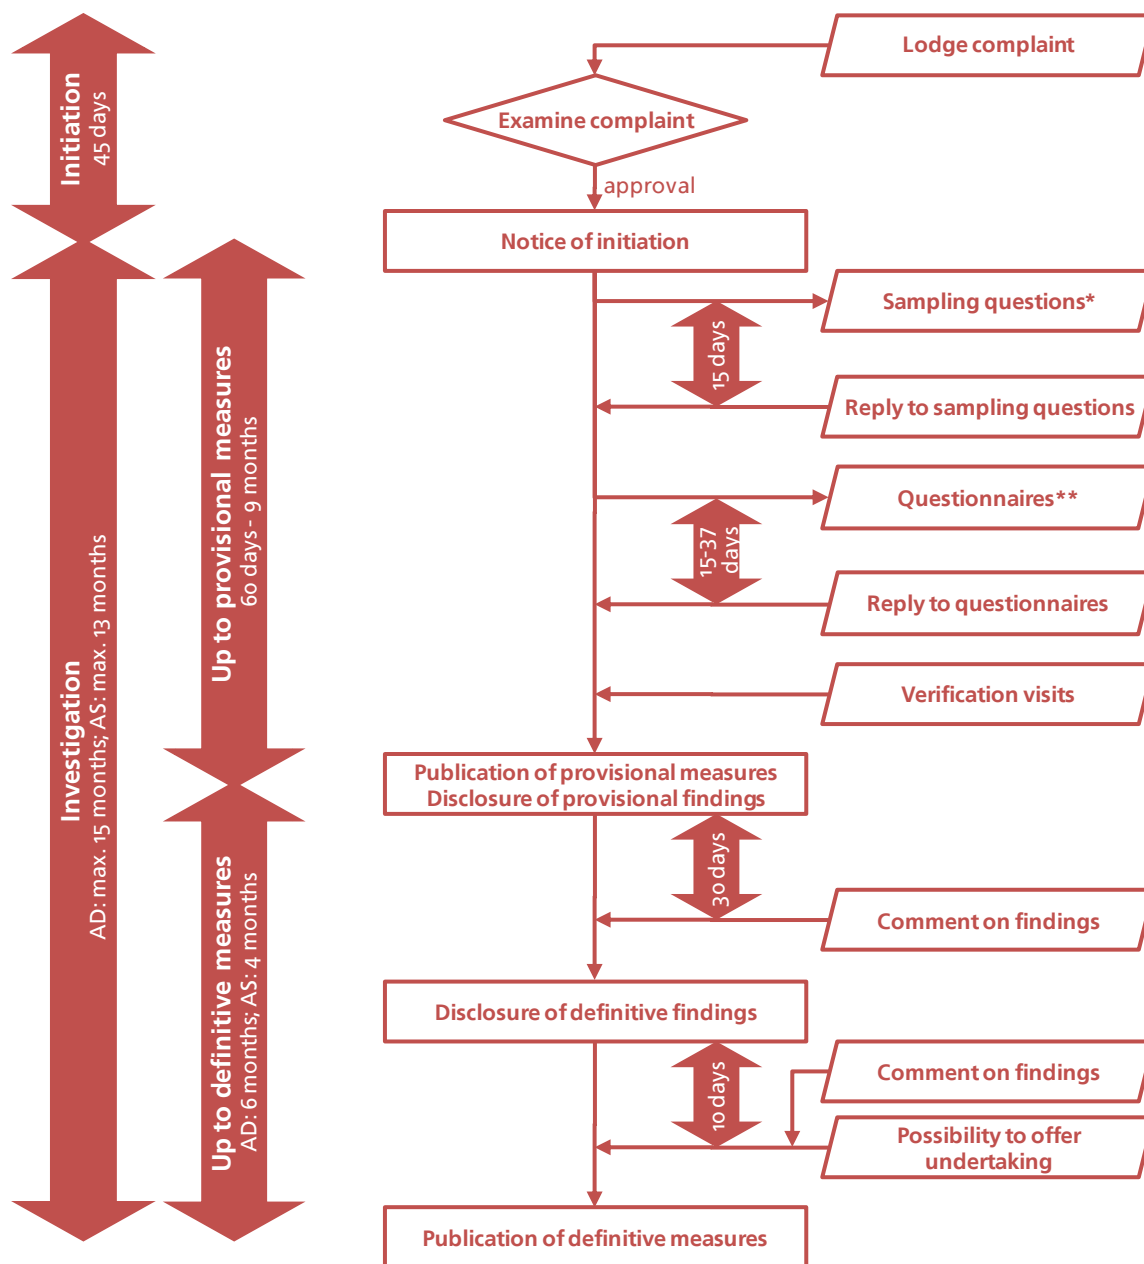 Lodge complaint
Initiation
45 days
Examine complaint
approval
Notice of initiation
Sampling questions*
15 days
Reply to sampling questions
Up to provisional measures
60 days - 9 months
Questionnaires**
15-37
days
Reply to questionnaires
Investigation
AD: max. 15 months; AS: max. 13 months
Verification visits
Publication of provisional measures
Disclosure of provisional findings
30 days
Comment on findings
Up to definitive measures
AD: 6 months; AS: 4 months
Disclosure of definitive findings
10 days
Comment on findings
Possibility to offer
undertaking
Publication of definitive measures